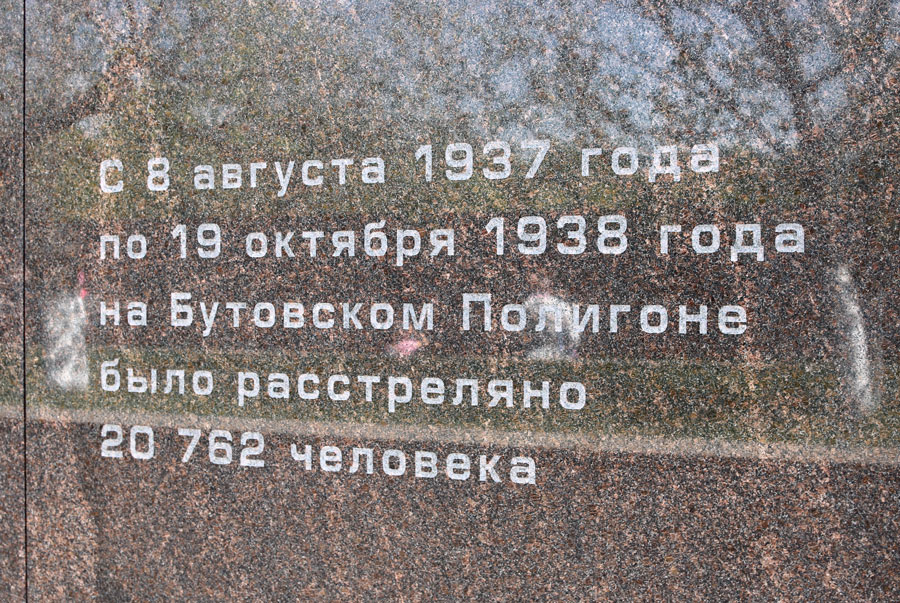 С 8 августа 1937 года
по 19 октября 1938 года
на Бутовском Полигоне
было расстреляно
20 762 человека